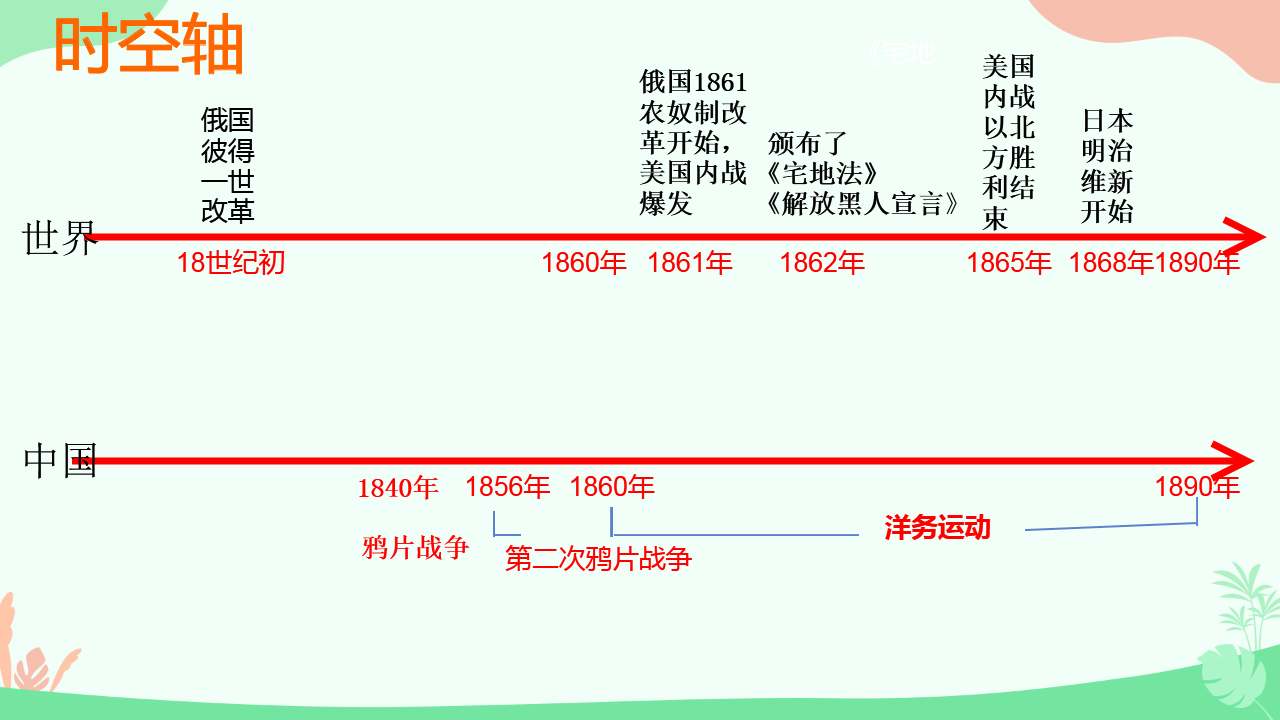 时空轴
《宅地
俄国
彼得
一世
改革
俄国1861
农奴制改
革开始，
美国内战
爆发
颁布了
《宅地法》
《解放黑人宣言》
美国
内战
以北
方胜
利结
束
日本
明治
维新
开始
世界
18世纪初
1860年
1861年
1862年
1865年
1868年
1890年
中国
1840年
1856年
1860年
1890年
鸦片战争
第二次鸦片战争
洋务运动